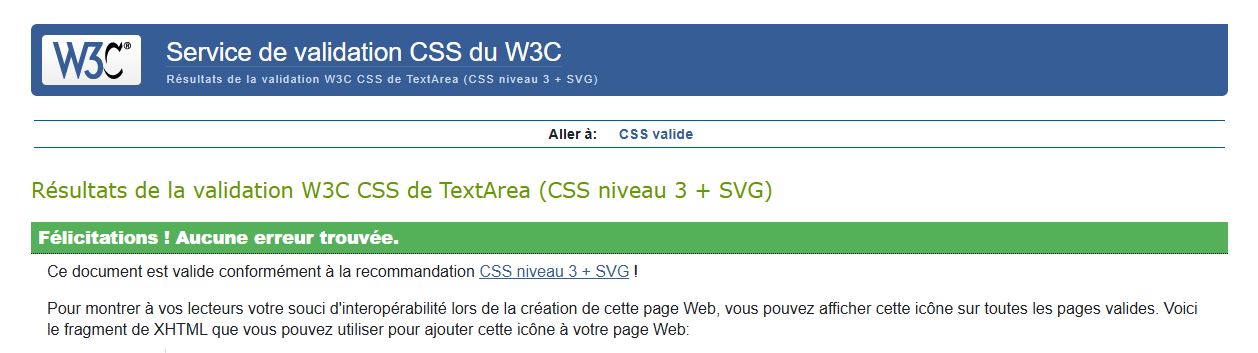 W3C®
Service de validation CSS du W3C
Résultats de la validation W3C CSS de TextArea (CSS niveau 3 + SVG)
Aller à: CSS valide
Résultats de la validation W3C CSS de TextArea (CSS niveau 3 + SVG)
Félicitations ! Aucune erreur trouvée.
Ce document est valide conformément à la recommandation CSS niveau 3 + SVG !
Pour montrer à vos lecteurs votre souci d'interopérabilité lors de la création de cette page Web, vous pouvez afficher cette icône sur toutes les pages valides. Voici
le fragment de XHTML que vous pouvez utiliser pour ajouter cette icône à votre page Web: